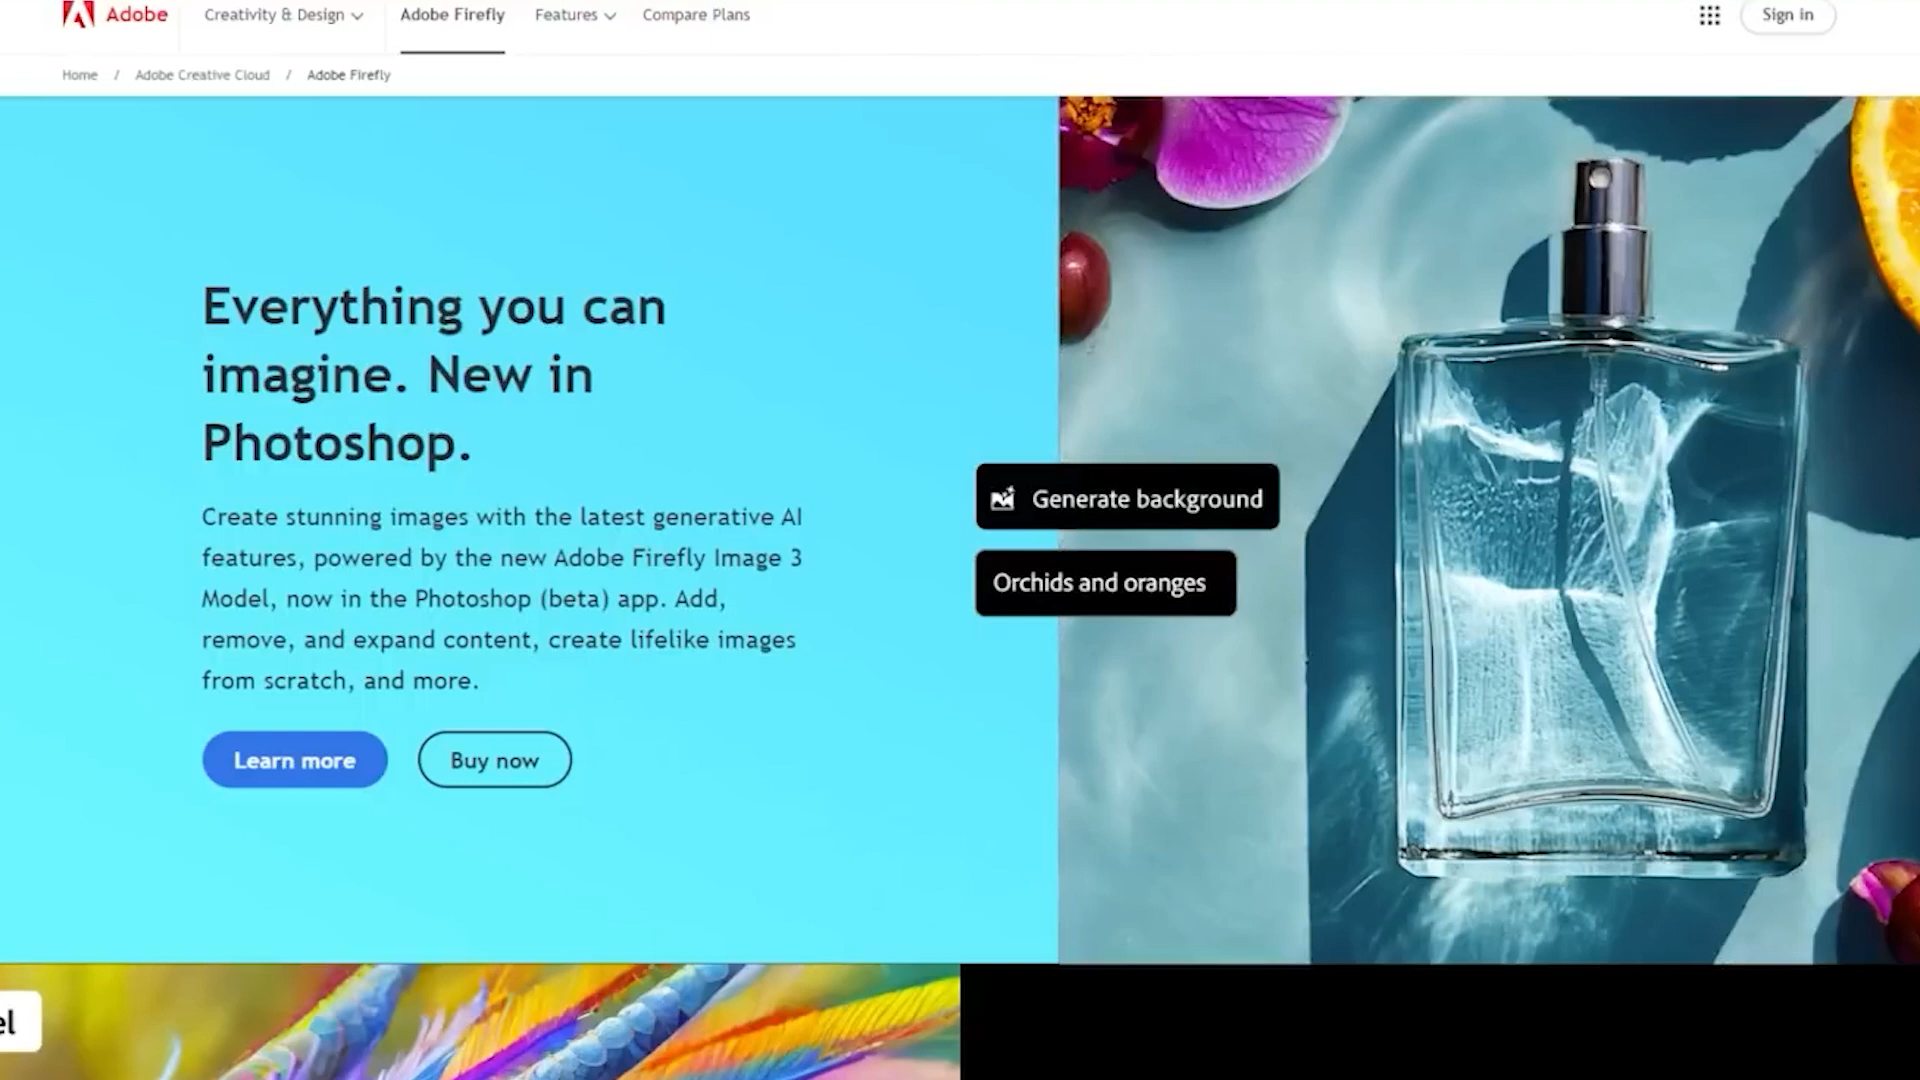 Adobe
Creativity & Design
Adobe Firefly
Features
Compare Plans
Sign in
Home / Adobe Creative Cloud / Adobe Firefly
Everything you can
imagine. New in
Photoshop.
Create stunning images with the latest generative AI
features, powered by the new Adobe Firefly Image 3
Model, now in the Photoshop (beta) app. Add,
remove, and expand content, create lifelike images
from scratch, and more.
Learn more
Buy now
Generate background
Orchids and oranges
el